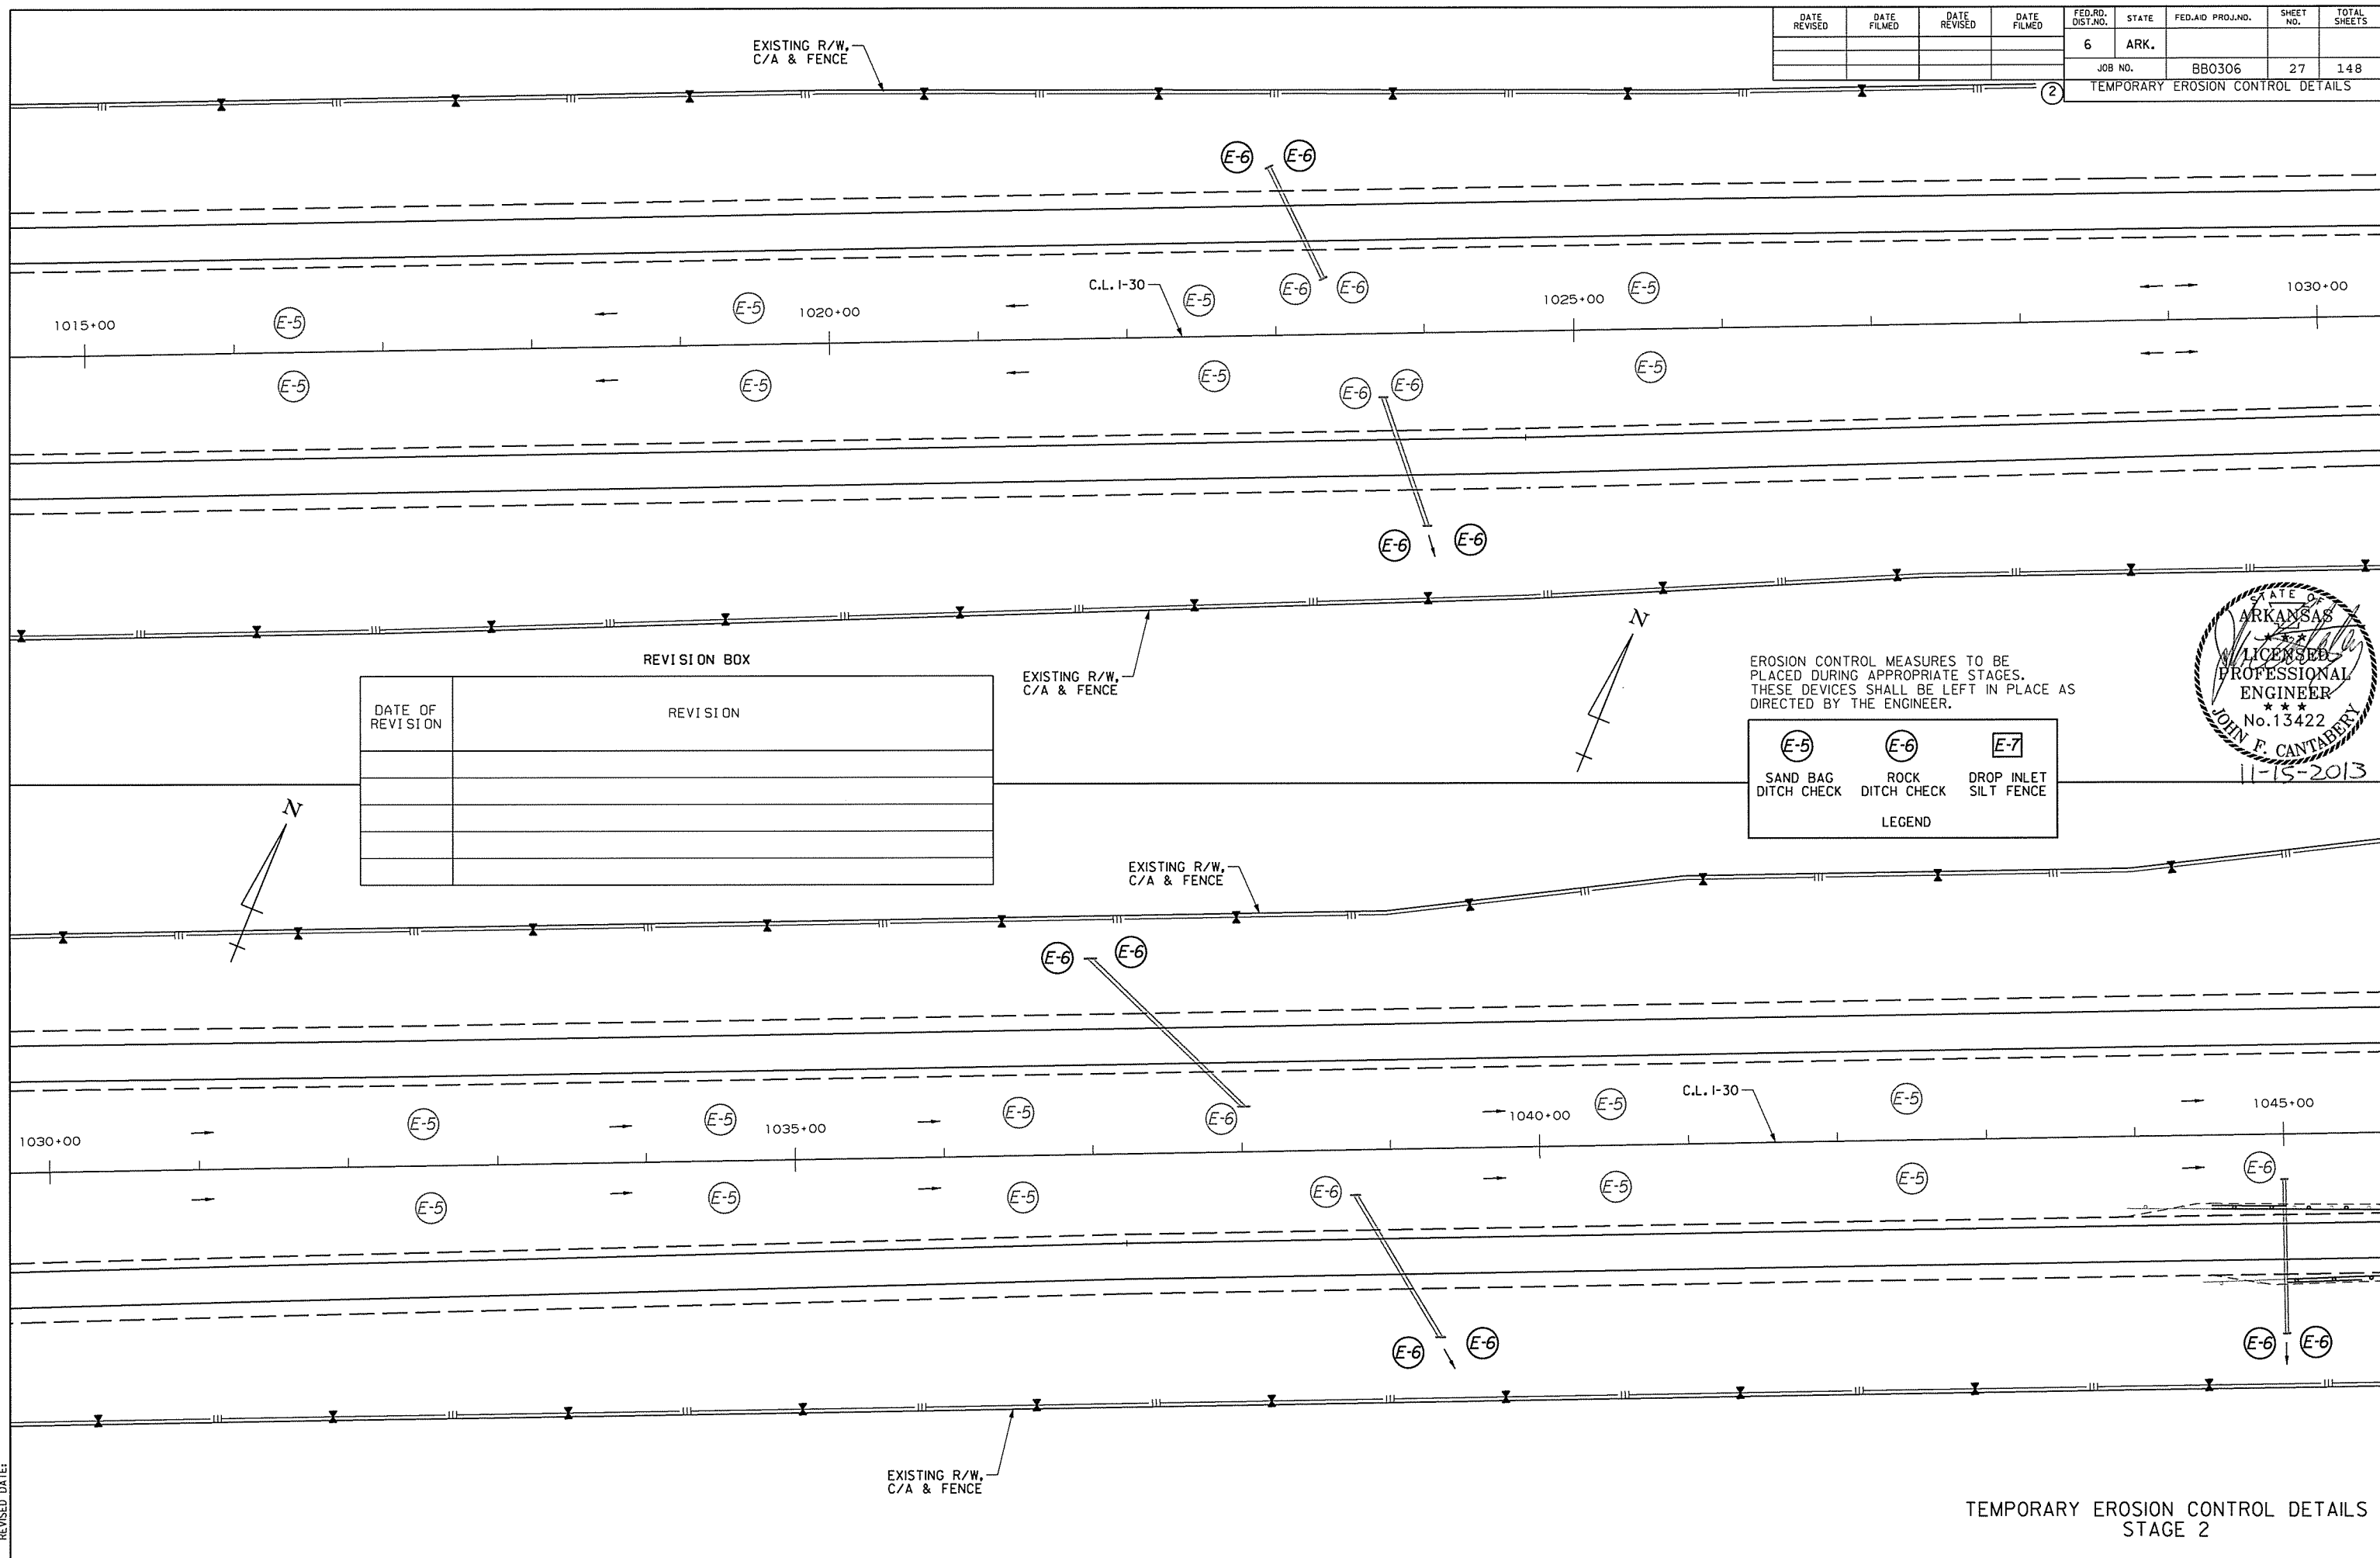 DATE REVISED
DATE FILMED
DATE REVISED
DATE FILMED
FED.RD. DIST.NO.
STATE
FED.AID PROJ.NO.
SHEET NO.
TOTAL SHEETS
6
ARK.
JOB NO.
BB0306
27
148
2
TEMPORARY EROSION CONTROL DETAILS
EXISTING R/W,
C/A & FENCE
E-6
E-6
C.L. I-30
E-5
E-6
E-6
E-5
1015+00
E-5
E-5
1020+00
1025+00
1030+00
E-5
E-5
E-5
E-6
E-6
E-5
E-6
E-6
EXISTING R/W,
C/A & FENCE
N
REVISION BOX
DATE OF
REVISION
REVISION
EROSION CONTROL MEASURES TO BE
PLACED DURING APPROPRIATE STAGES.
THESE DEVICES SHALL BE LEFT IN PLACE AS
DIRECTED BY THE ENGINEER.
E-5
E-6
E-7
SAND BAG
DITCH CHECK
ROCK
DITCH CHECK
DROP INLET
SILT FENCE
LEGEND
STATE OF
ARKANSAS
LICENSED
PROFESSIONAL
ENGINEER
No.13422
JOHN F. CANTABERY
11-15-2013
N
EXISTING R/W,
C/A & FENCE
E-6
E-6
1030+00
E-5
E-5
1035+00
E-5
E-6
1040+00
E-5
C.L. I-30
E-5
1045+00
E-5
E-5
E-5
E-6
E-5
E-5
E-6
E-6
E-6
E-6
E-6
EXISTING R/W,
C/A & FENCE
REVISED DATE:
TEMPORARY EROSION CONTROL DETAILS
STAGE 2